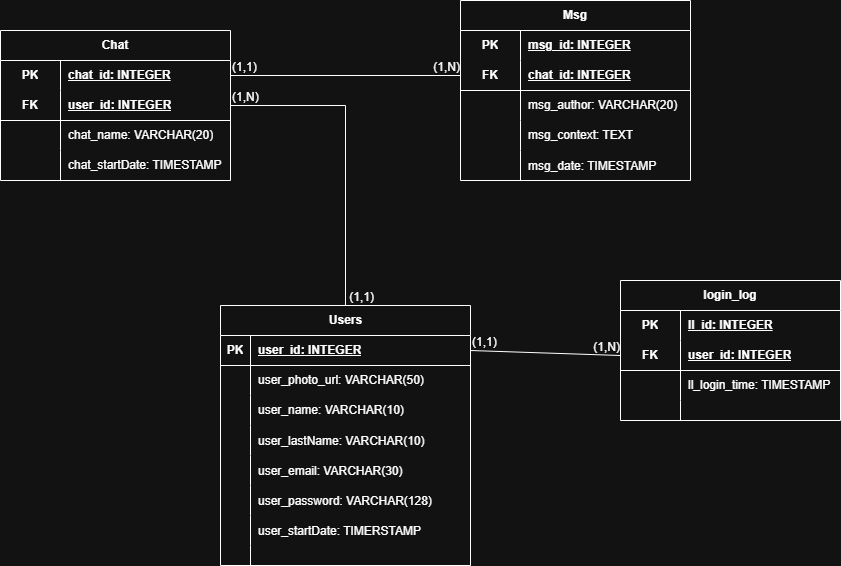 Msg
PK msg_id: INTEGER
FK chat_id: INTEGER
msg_author: VARCHAR(20)
msg_context: TEXT
msg_date: TIMESTAMP
Chat
PK chat_id: INTEGER
FK user_id: INTEGER
chat_name: VARCHAR(20)
chat_startDate: TIMESTAMP
(1,1) (1,N)
(1,N)
(1,1)
Users
PK user_id: INTEGER
user_photo_url: VARCHAR(50)
user_name: VARCHAR(10)
user_lastName: VARCHAR(10)
user_email: VARCHAR(30)
user_password: VARCHAR(128)
user_startDate: TIMERSTAMP
(1,1) (1,N)
login_log
PK ll_id: INTEGER
FK user_id: INTEGER
ll_login_time: TIMESTAMP